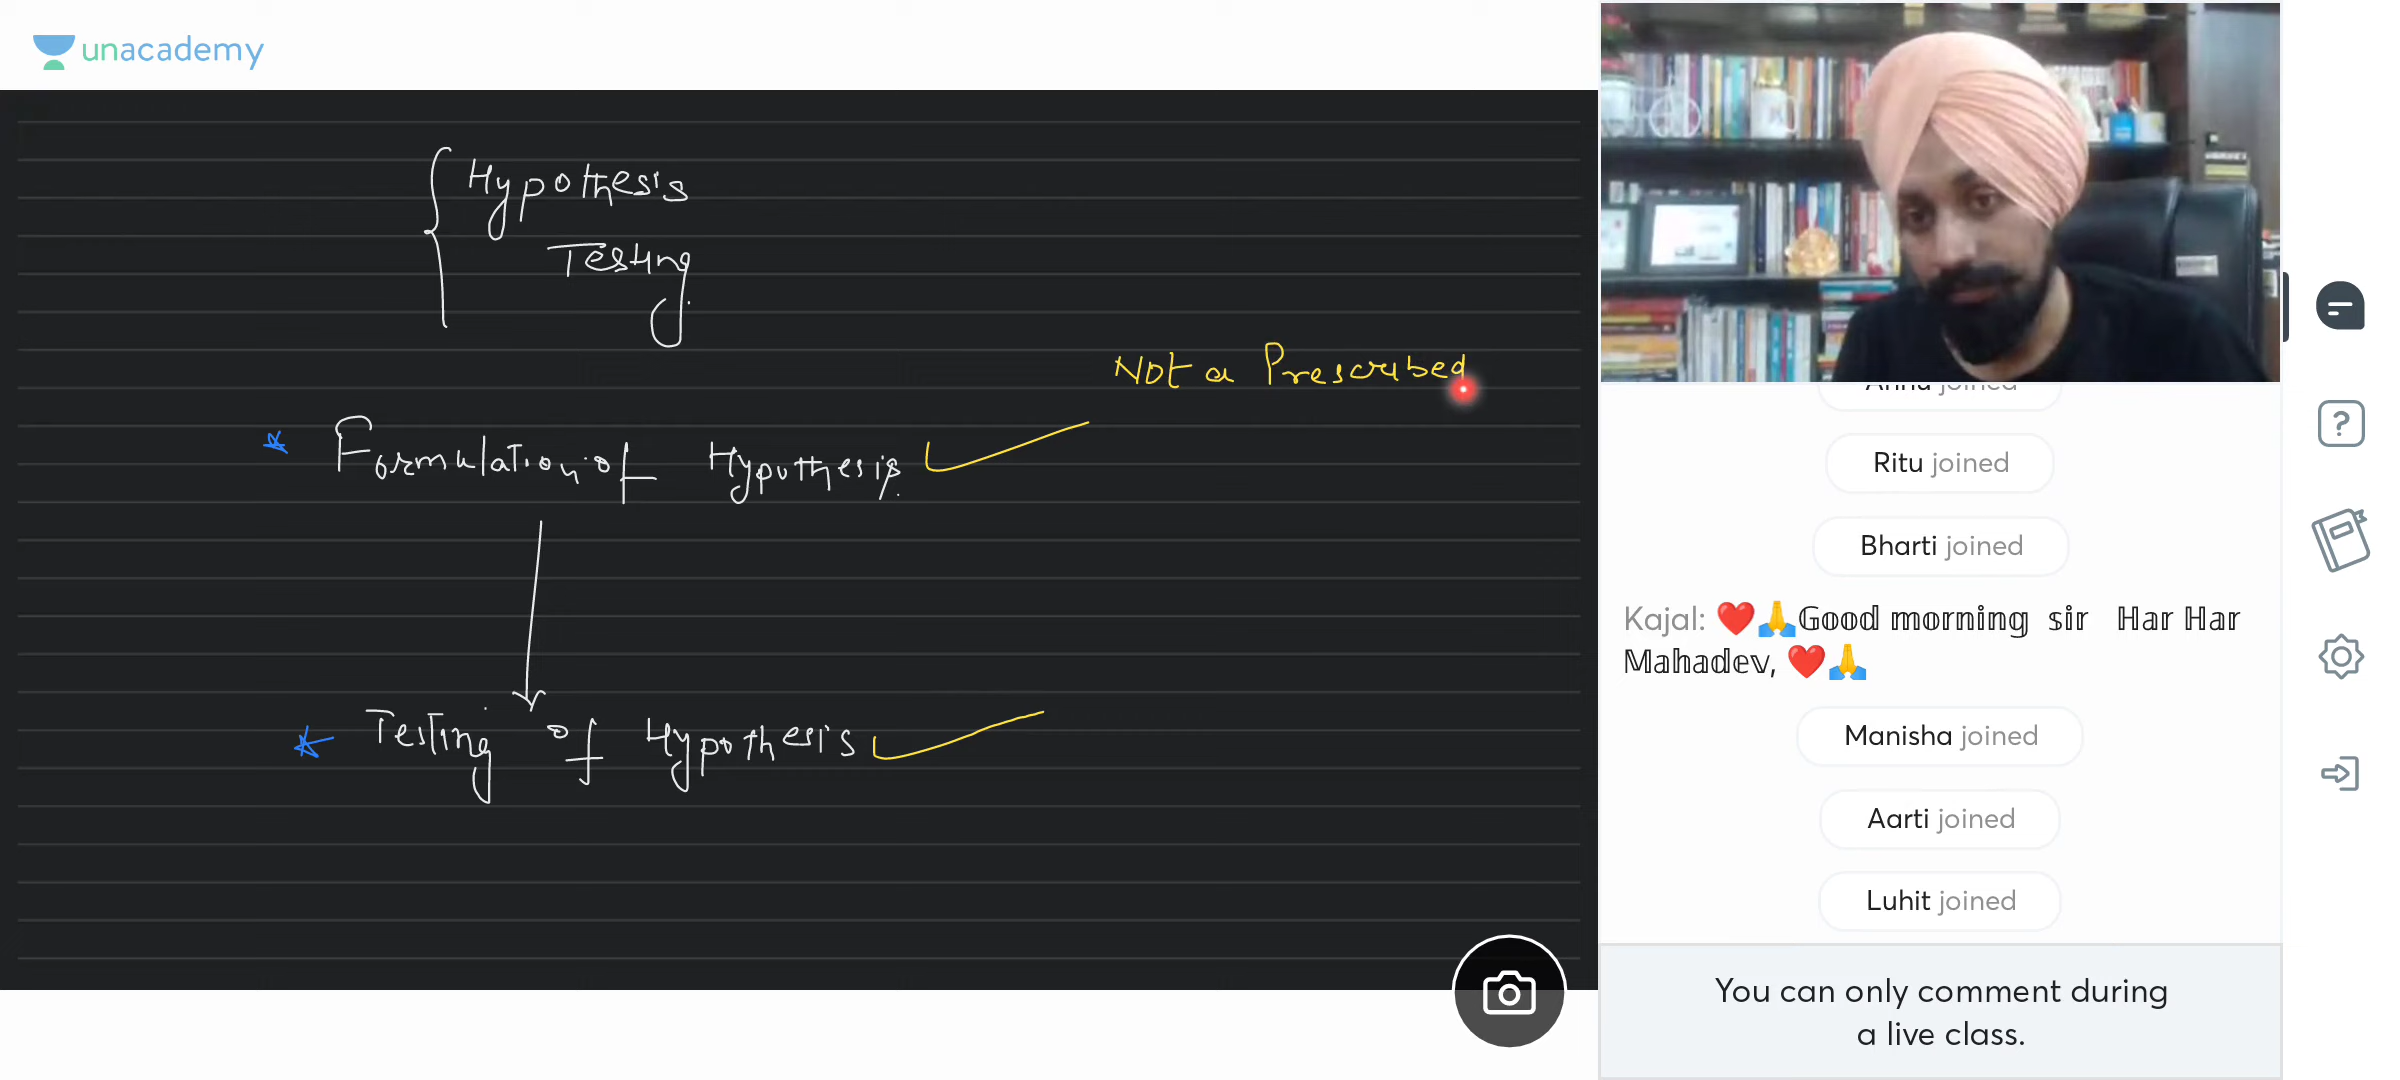 unacademy
Hypothesis
Testing
Not a Prescribed
* Formulation of Hypothesis
* Testing of Hypothesis
joined
Ritu joined
Bharti joined
Kajal: ❤️🙏𝔾𝕠𝕠𝕕 𝕞𝕠𝕣𝕟𝕚𝕟𝕘 𝕤𝕚𝕣 ℍ𝕒𝕣 ℍ𝕒𝕣
𝕄𝕒𝕙𝕒𝕕𝕖𝕧, ❤️🙏
Manisha joined
Aarti joined
Luhit joined
You can only comment during
a live class.